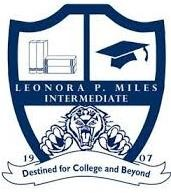 LEONORA P. MILES
INTERMEDIATE
19 07
Destined for College and Beyond